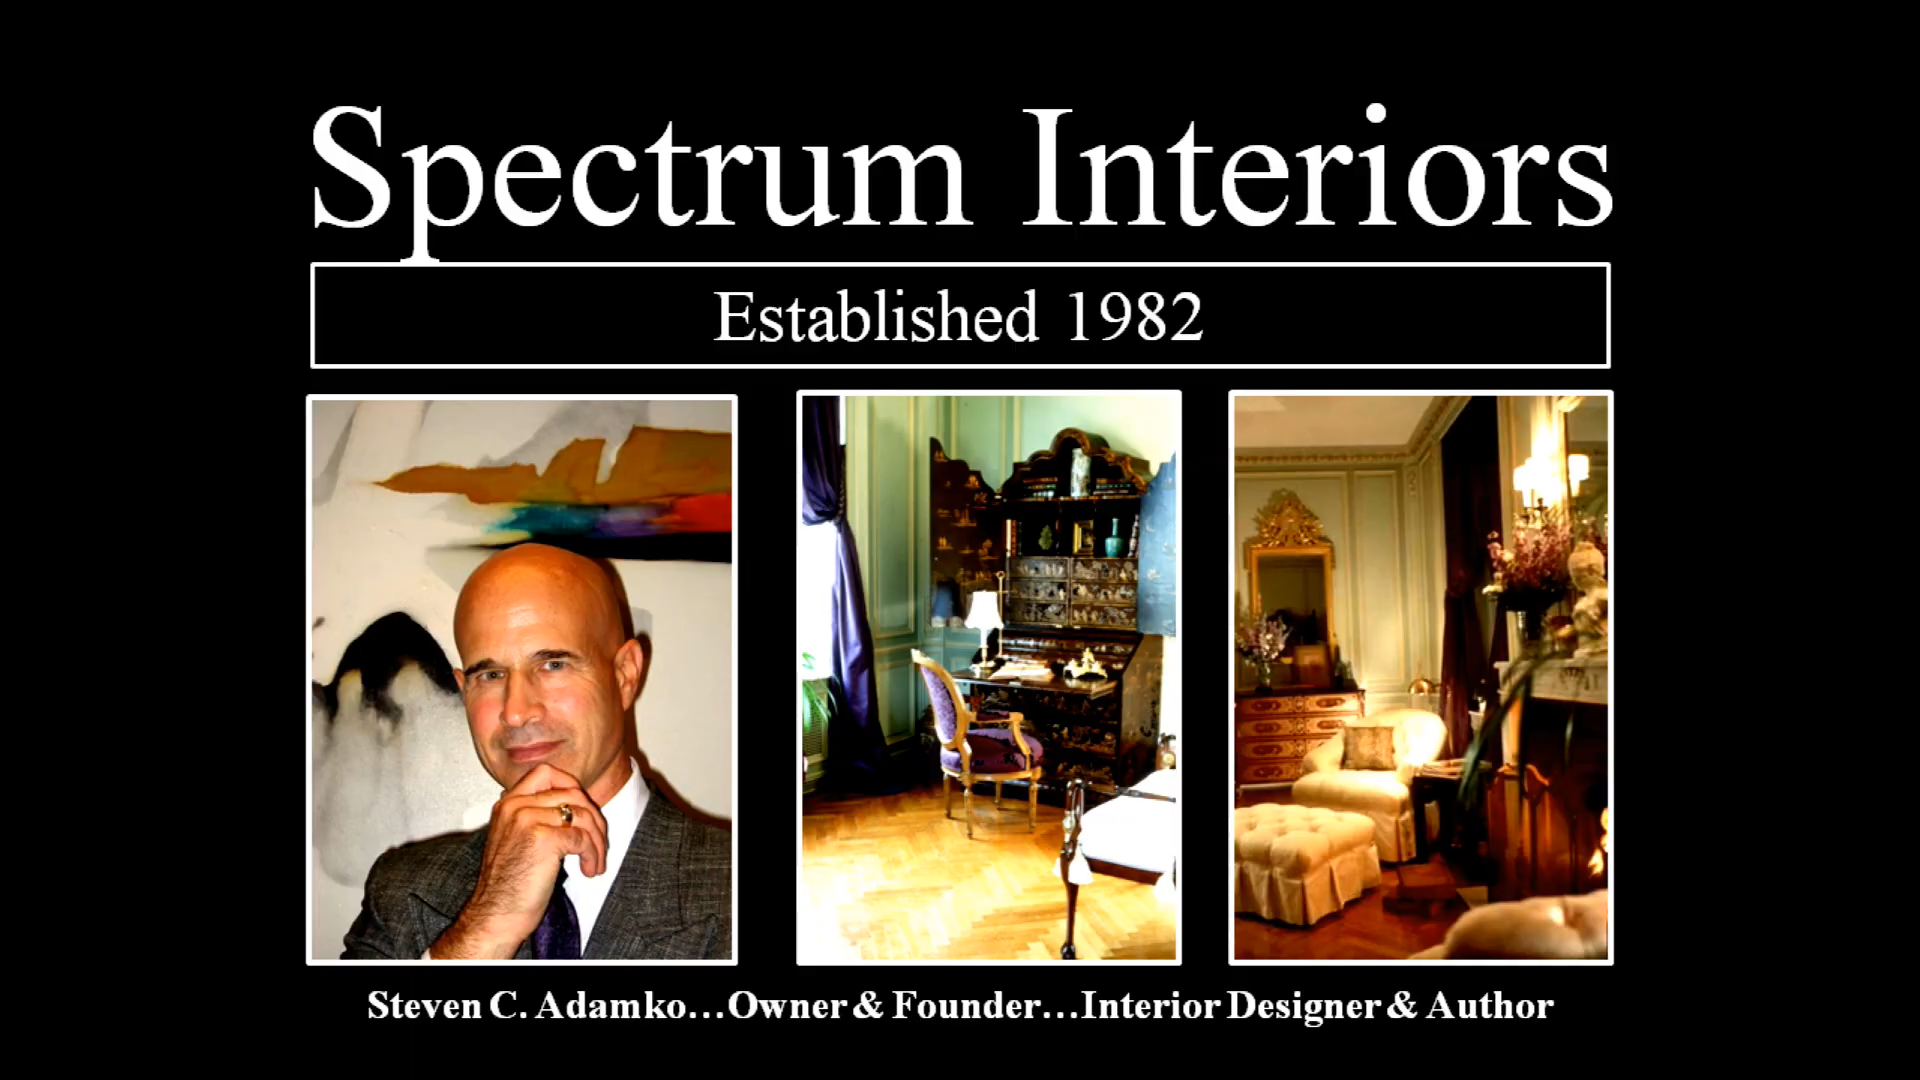 Spectrum Interiors
Established 1982
Steven C. Adamko...Owner & Founder...Interior Designer & Author